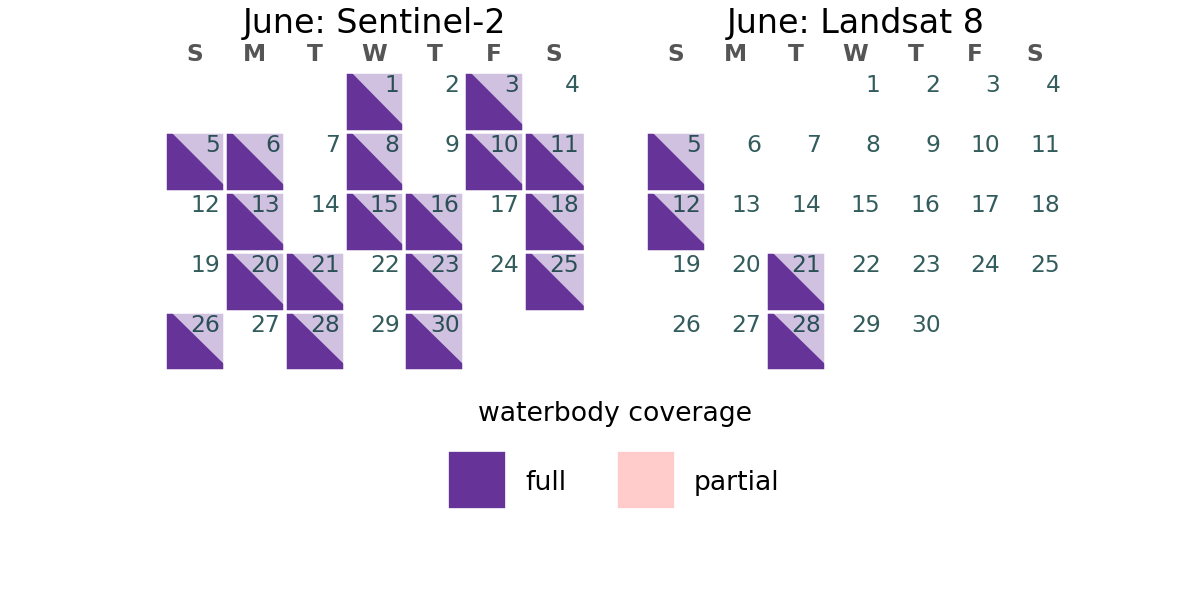 June: Sentinel-2
S M T W T F S
1 2 3 4
5 6 7 8 9 10 11
12 13 14 15 16 17 18
19 20 21 22 23 24 25
26 27 28 29 30
June: Landsat 8
S M T W T F S
1 2 3 4
5 6 7 8 9 10 11
12 13 14 15 16 17 18
19 20 21 22 23 24 25
26 27 28 29 30
waterbody coverage
full partial